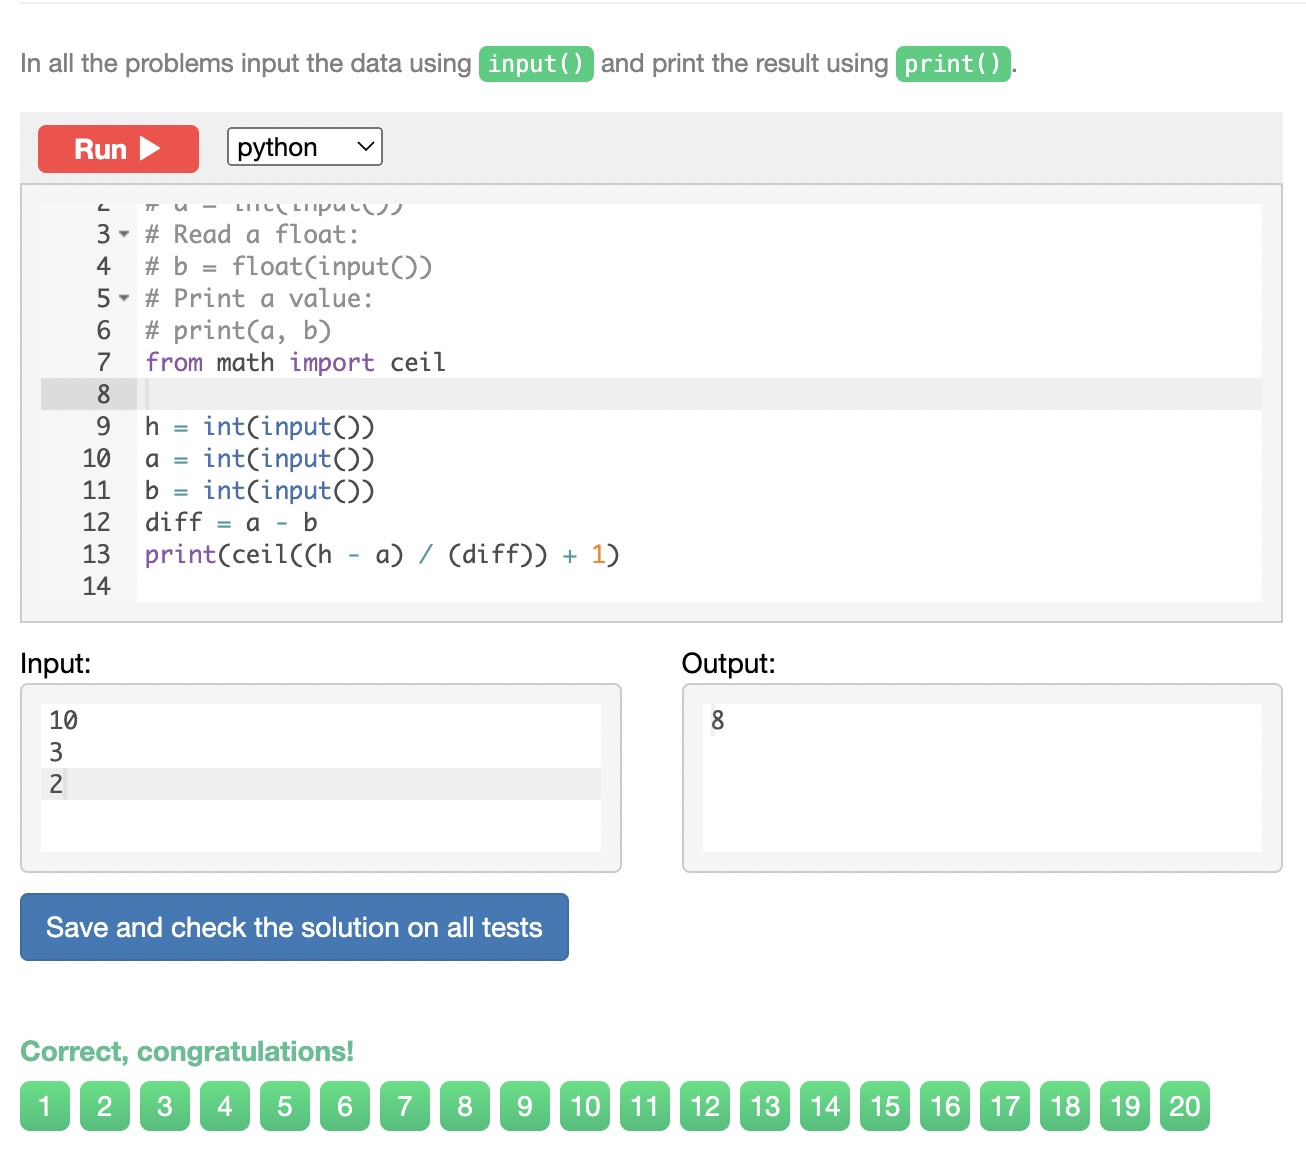 In all the problems input the data using input() and print the result using print().
Run
python
2 # a = int(input())
3 # Read a float:
4 # b = float(input())
5 # Print a value:
6 # print(a, b)
7 from math import ceil
8
9 h = int(input())
10 a = int(input())
11 b = int(input())
12 diff = a - b
13 print(ceil((h - a) / (diff)) + 1)
14
Input: Output:
10 8
3
2
Save and check the solution on all tests
Correct, congratulations!
1 2 3 4 5 6 7 8 9 10 11 12 13 14 15 16 17 18 19 20